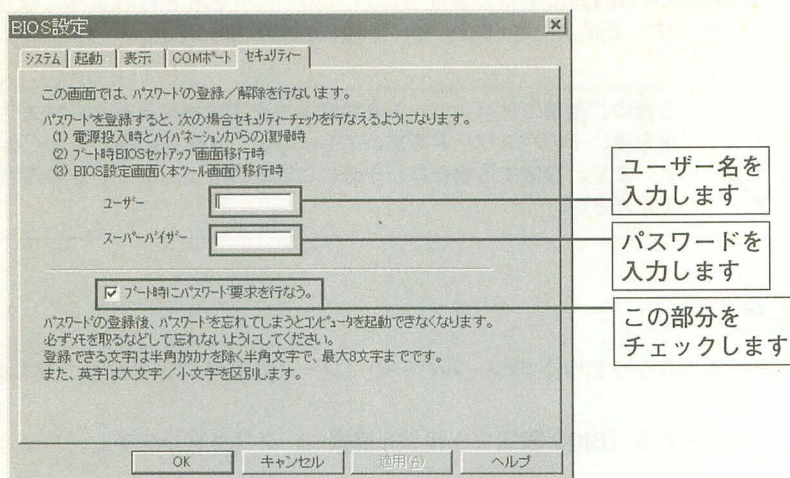 BIOS設定
システム 起動 表示 COMポート セキュリティー
この画面では、パスワードの登録／解除を行ないます。
パスワードを登録すると、次の場合セキュリティーチェックを行なえるようになります。
(1) 電源投入時とハイバネーションからの復帰時
(2) ブート時BIOSセットアップ画面移行時
(3) BIOS設定画面(本ツール画面)移行時
ユーザー
スーパーバイザー
ブート時にパスワード要求を行なう。
パスワードの登録後、パスワードを忘れてしまうとコンピュータを起動できなくなります。
必ずメモを取るなどして忘れないようにしてください。
登録できる文字は半角カタカナを除く半角文字で、最大8文字までです。
また、英字は大文字／小文字を区別します。
OK キャンセル 適用(A) ヘルプ
ユーザー名を
入力します
パスワードを
入力します
この部分を
チェックします